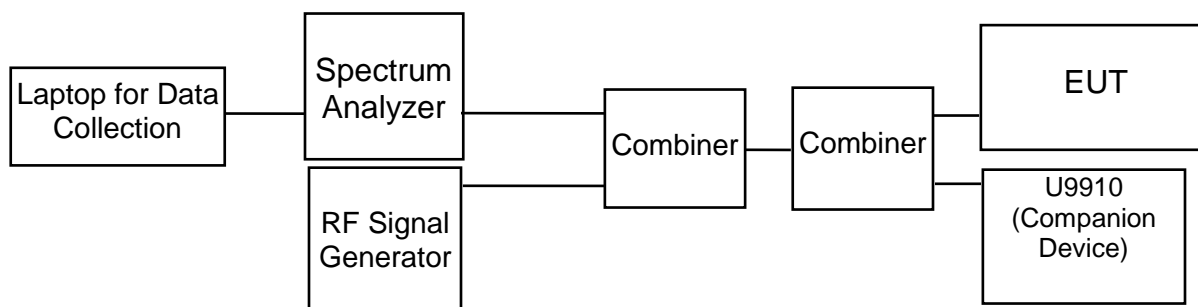 Laptop for Data
Collection
Spectrum
Analyzer
RF Signal
Generator
Combiner
Combiner
EUT
U9910
(Companion
Device)